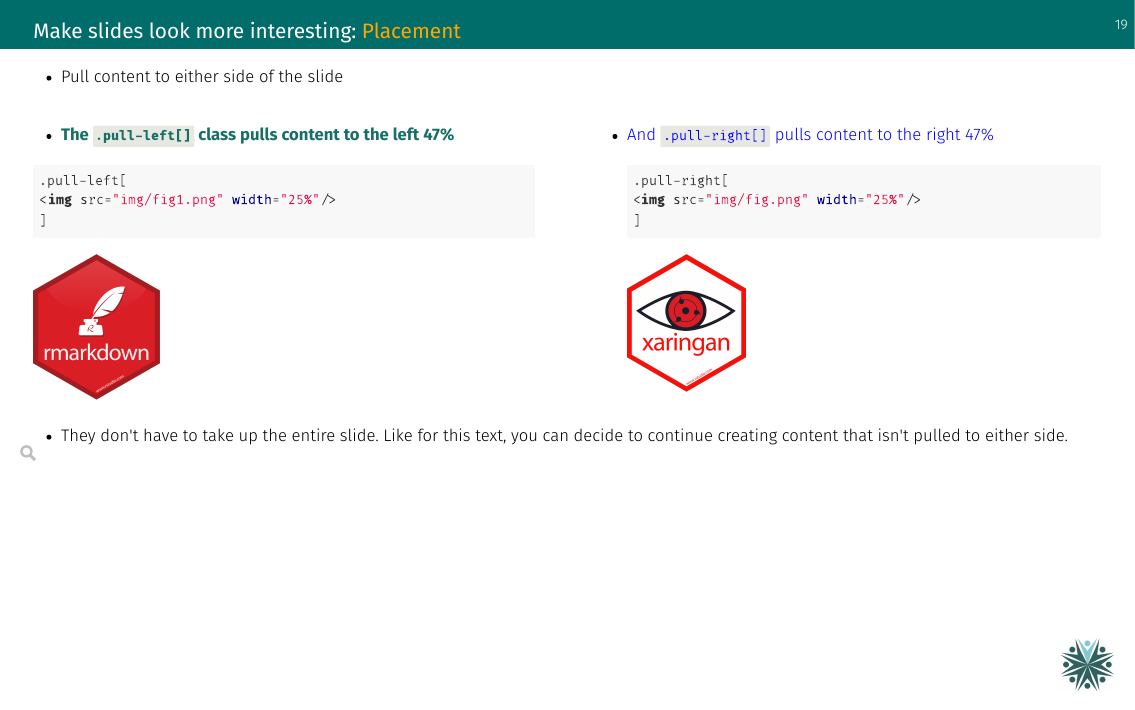 Make slides look more interesting: Placement
19
• Pull content to either side of the slide
• The .pull-left[] class pulls content to the left 47%
.pull-left[
<img src="img/fig1.png" width="25%"/>
]
rmarkdown
• And .pull-right[] pulls content to the right 47%
.pull-right[
<img src="img/fig.png" width="25%"/>
]
xaringan
• They don't have to take up the entire slide. Like for this text, you can decide to continue creating content that isn't pulled to either side.